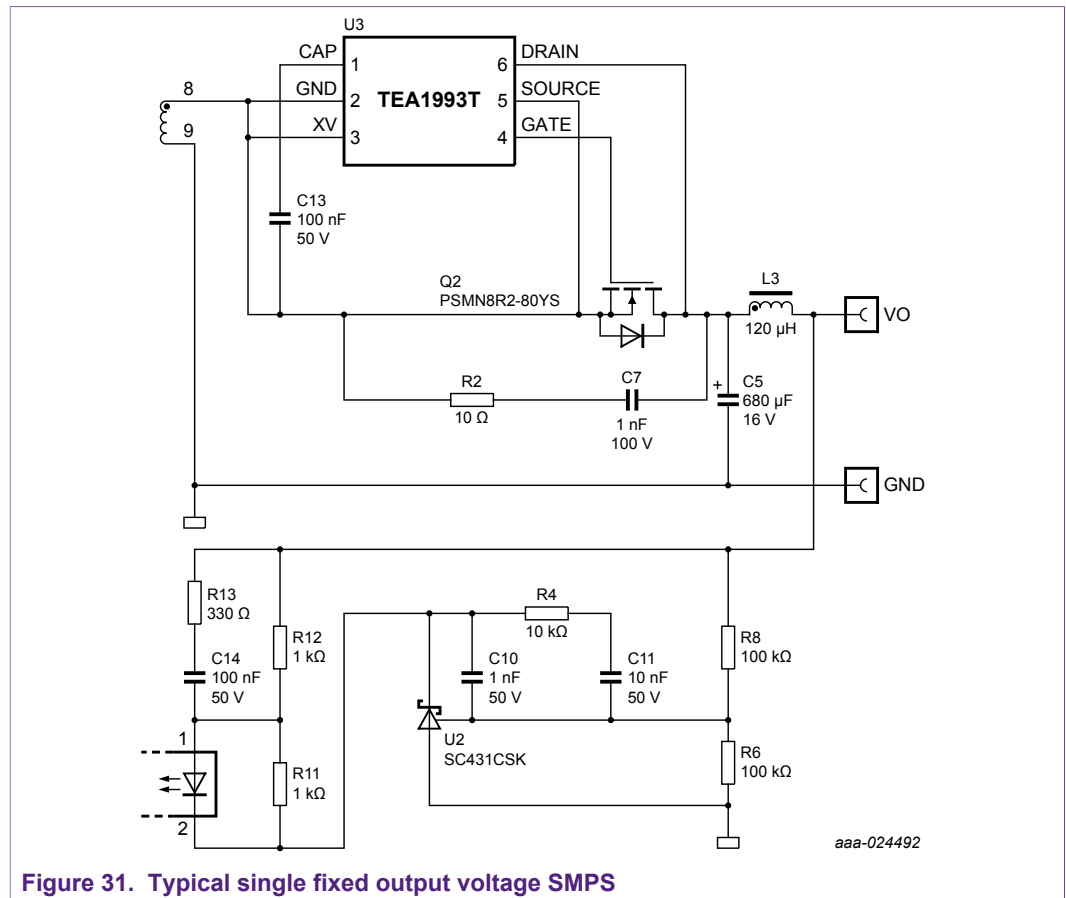 U3
CAP
1
GND
2
XV
3
TEA1993T
6
DRAIN
5
SOURCE
4
GATE
8
9
C13
100 nF
50 V
Q2
PSMN8R2-80YS
L3
120 µH
VO
R2
10 Ω
C7
1 nF
100 V
+
C5
680 µF
16 V
GND
R13
330 Ω
C14
100 nF
50 V
R12
1 kΩ
R4
10 kΩ
C10
1 nF
50 V
C11
10 nF
50 V
R8
100 kΩ
1
2
R11
1 kΩ
U2
SC431CSK
R6
100 kΩ
aaa-024492
Figure 31. Typical single fixed output voltage SMPS